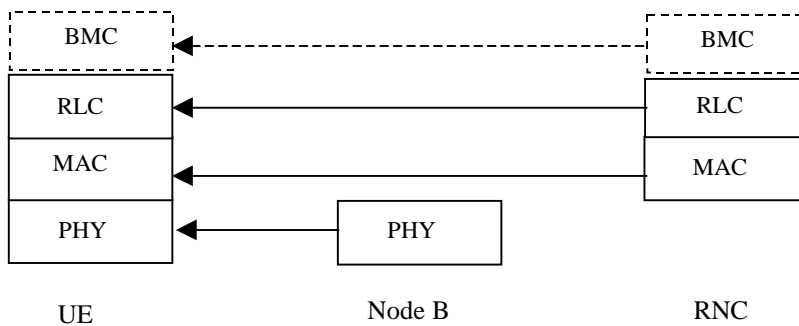 BMC BMC
RLC RLC
MAC MAC
PHY PHY
UE Node B RNC